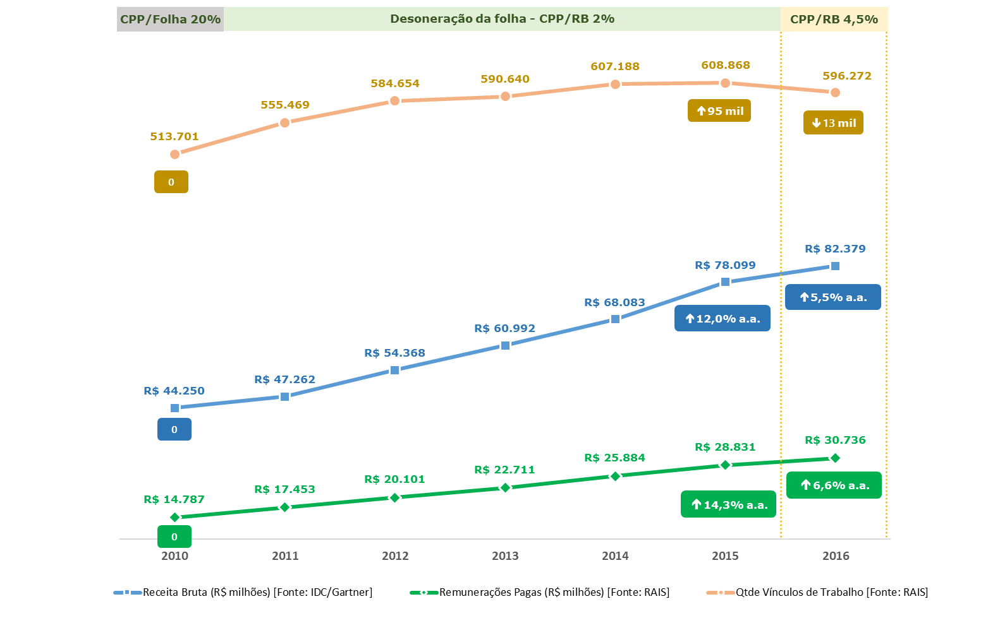 CPP/Folha 20%
Desoneração da folha - CPP/RB 2%
CPP/RB 4,5%
513.701
555.469
584.654
590.640
607.188
608.868
596.272
0
↑95 mil
↓13 mil
R$ 44.250
R$ 47.262
R$ 54.368
R$ 60.992
R$ 68.083
R$ 78.099
R$ 82.379
0
↑12,0% a.a.
↑5,5% a.a.
R$ 14.787
R$ 17.453
R$ 20.101
R$ 22.711
R$ 25.884
R$ 28.831
R$ 30.736
0
↑14,3% a.a.
↑6,6% a.a.
2010
2011
2012
2013
2014
2015
2016
Receita Bruta (R$ milhões) [Fonte: IDC/Gartner]
Remunerações Pagas (R$ milhões) [Fonte: RAIS]
Qtde Vínculos de Trabalho [Fonte: RAIS]